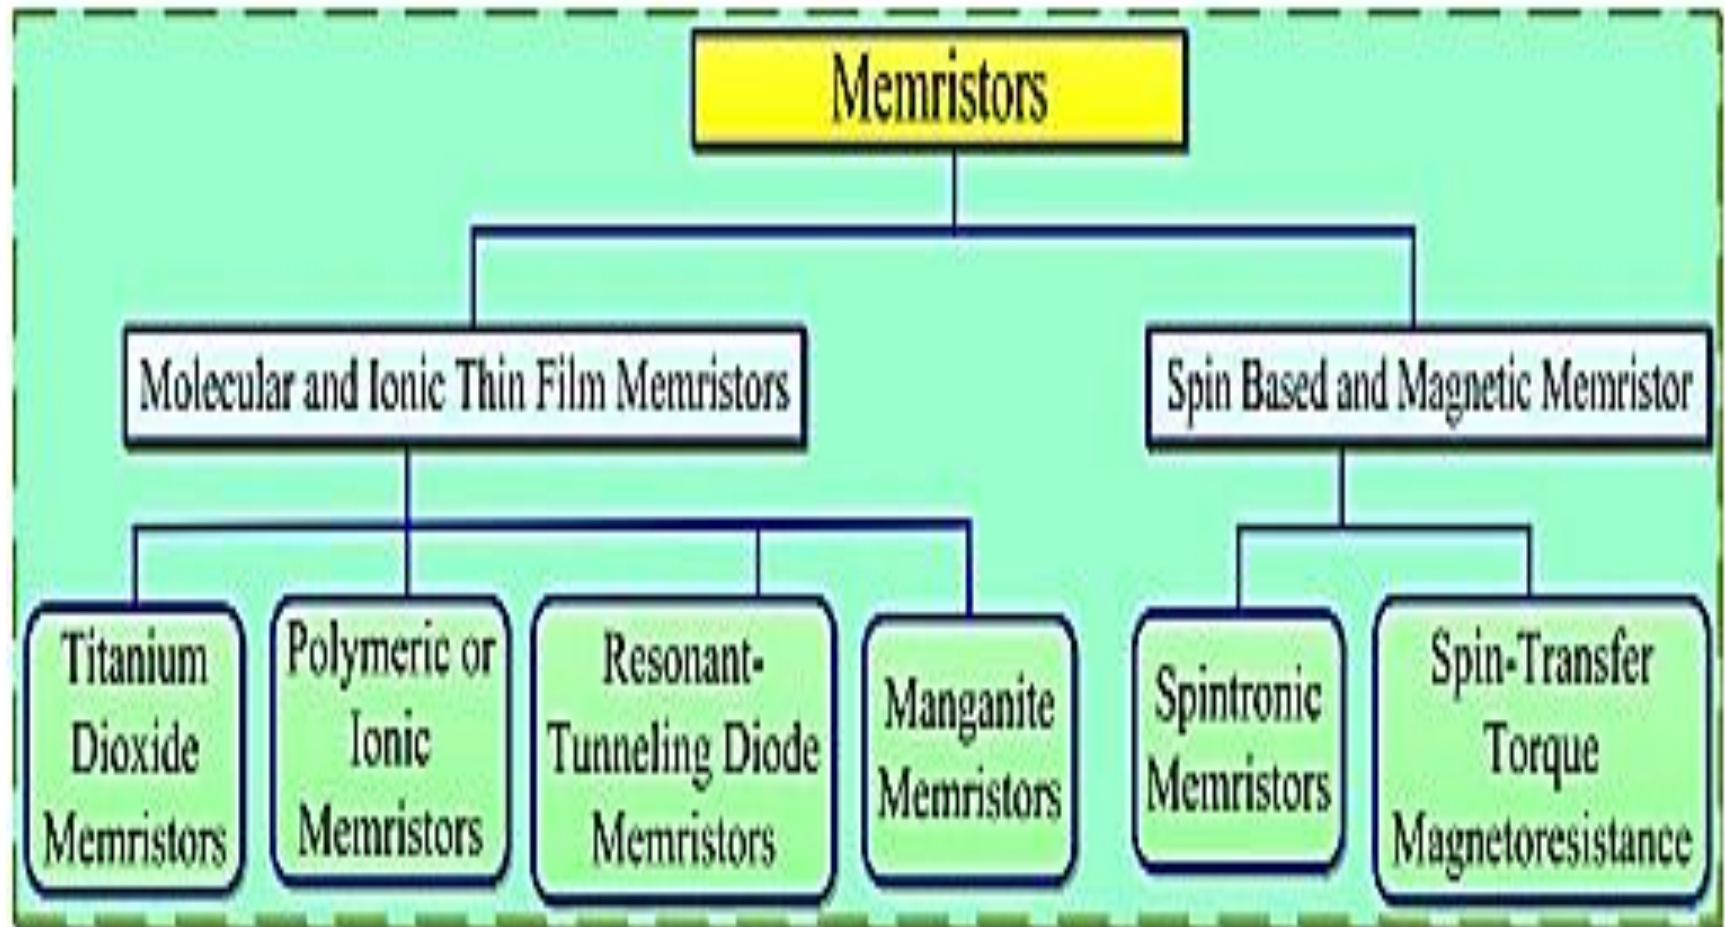 Memristors
Molecular and Ionic Thin Film Memristors
Spin Based and Magnetic Memristor
Titanium
Dioxide
Memristors
Polymeric or
Ionic
Memristors
Resonant-
Tunneling Diode
Memristors
Manganite
Memristors
Spintronic
Memristors
Spin-Transfer
Torque
Magnetoresistance